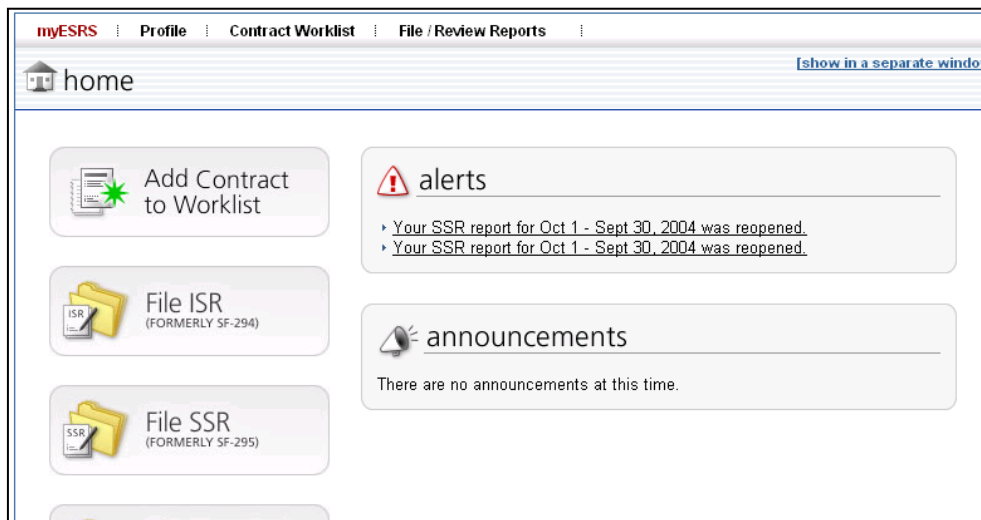 myESRS Profile Contract Worklist File / Review Reports
[show in a separate windo
home
Add Contract
to Worklist
File ISR
(FORMERLY SF-294)
ISR
File SSR
(FORMERLY SF-295)
SSR
alerts
Your SSR report for Oct 1 - Sept 30, 2004 was reopened.
Your SSR report for Oct 1 - Sept 30, 2004 was reopened.
announcements
There are no announcements at this time.